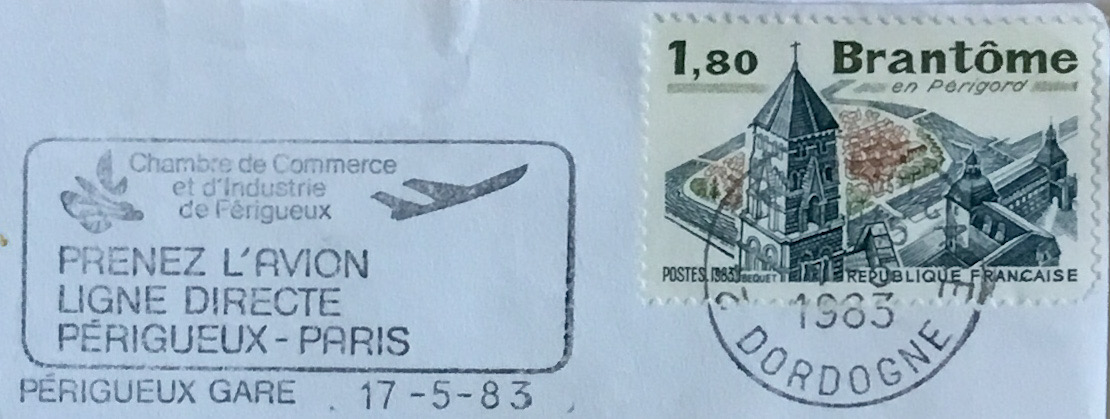 Chambre de Commerce
et d'Industrie
de Périgueux
PRENEZ L'AVION
LIGNE DIRECTE
PÉRIGUEUX-PARIS
PÉRIGUEUX GARE 17-5-83
1,80 Brantôme
en Périgord
POSTES 1983 BEQUET RÉPUBLIQUE FRANÇAISE
1983
DORDOGNE